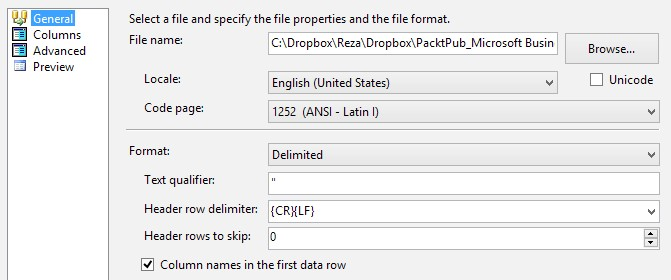 General
Columns
Advanced
Preview
Select a file and specify the file properties and the file format.
File name: C:\Dropbox\Reza\Dropbox\PacktPub_Microsoft Busin Browse...
Locale: English (United States) Unicode
Code page: 1252 (ANSI - Latin I)
Format: Delimited
Text qualifier: "
Header row delimiter: {CR}{LF}
Header rows to skip: 0
Column names in the first data row